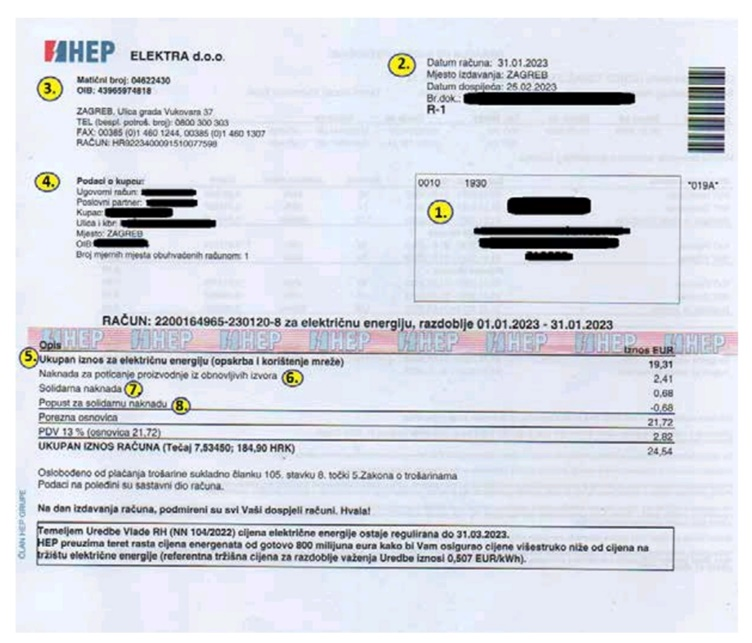 HEP ELEKTRA d.o.o.
3.
Matični broj: 04622430
OIB: 43965974818
ZAGREB, Ulica grada Vukovara 37
TEL (bespl. potroš. broj): 0800 300 303
FAX: 00385 (0)1 460 1244, 00385 (0)1 460 1307
RAČUN: HR9223400091510077598
2.
Datum računa: 31.01.2023
Mjesto izdavanja: ZAGREB
Datum dospijeća: 25.02.2023
Br.dok.:
R-1
4.
Podaci o kupcu:
Ugovorni račun:
Poslovni partner:
Kupac:
Ulica i kbr:
Mjesto: ZAGREB
OIB:
Broj mjernih mjesta obuhvaćenih računom: 1
0010 1930
1.
"019A"
RAČUN: 2200164965-230120-8 za električnu energiju, razdoblje 01.01.2023 - 31.01.2023
HEP HEP HEP HEP HEP HEP HEP HEP
Opis Iznos EUR
5. Ukupan iznos za električnu energiju (opskrba i korištenje mreže) 19,31
Naknada za poticanje proizvodnje iz obnovljivih izvora 6. 2,41
Solidarna naknada 7. 0,68
Popust za solidarnu naknadu 8. -0,68
Porezna osnovica 21,72
PDV 13 % (osnovica 21,72) 2,82
UKUPAN IZNOS RAČUNA (Tečaj 7,53450; 184,90 HRK) 24,54
Oslobođeno od plaćanja trošarine sukladno članku 105. stavku 8. točki 5.Zakona o trošarinama
Podaci na poleđini su sastavni dio računa.
Na dan izdavanja računa, podmireni su svi Vaši dospjeli računi. Hvala!
ČLAN HEP GRUPE
Temeljem Uredbe Vlade RH (NN 104/2022) cijena električne energije ostaje regulirana do 31.03.2023.
HEP preuzima teret rasta cijena energenata od gotovo 800 milijuna eura kako bi Vam osigurao cijene višestruko niže od cijena na
tržištu električne energije (referentna tržišna cijena za razdoblje važenja Uredbe iznosi 0,507 EUR/kWh).